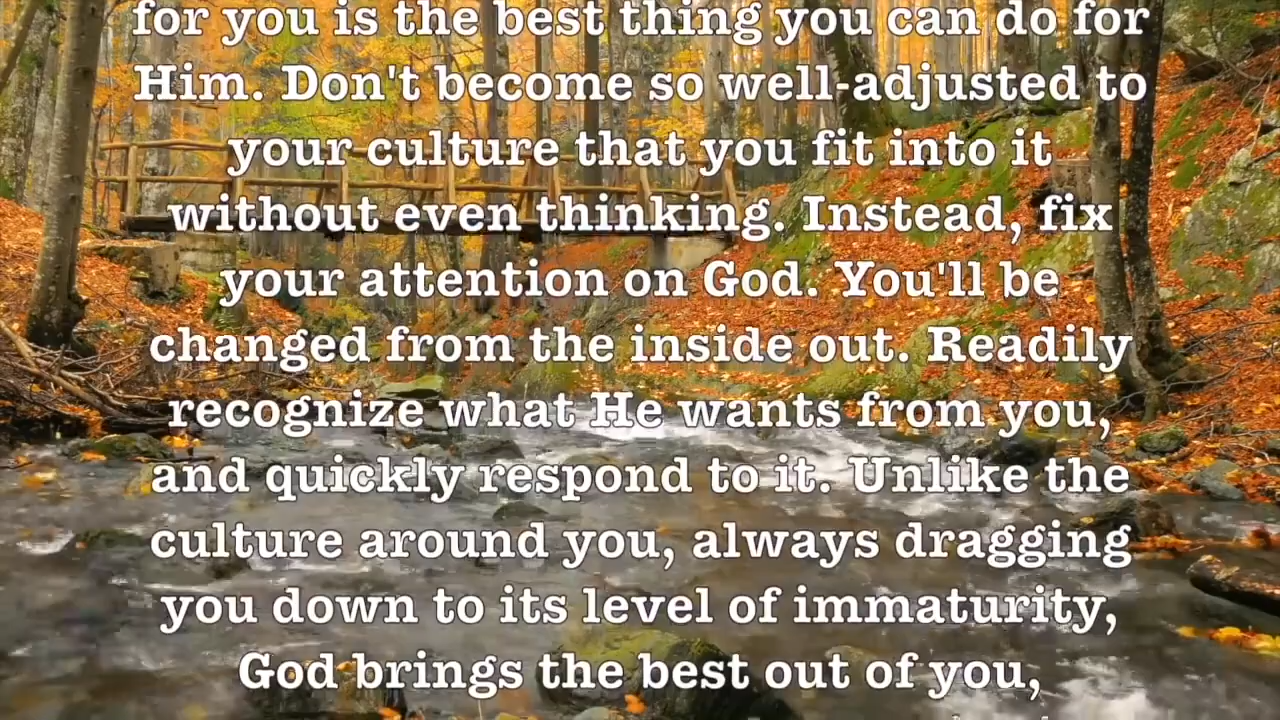 for you is the best thing you can do for
Him. Don't become so well-adjusted to
your culture that you fit into it
without even thinking. Instead, fix
your attention on God. You'll be
changed from the inside out. Readily
recognize what He wants from you,
and quickly respond to it. Unlike the
culture around you, always dragging
you down to its level of immaturity,
God brings the best out of you,